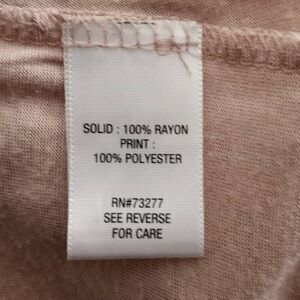 SOLID : 100% RAYON
PRINT :
100% POLYESTER
RN#73277
SEE REVERSE
FOR CARE